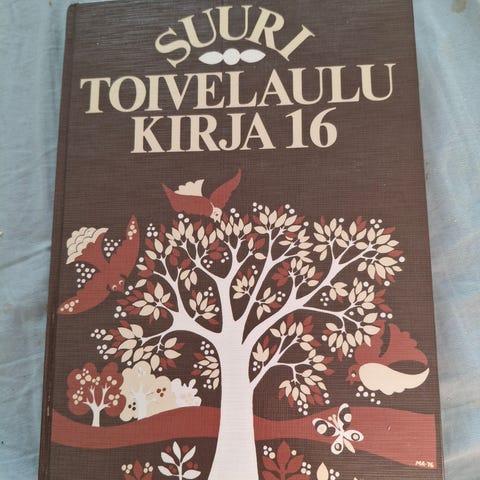 SUURI
TOIVELAULU
KIRJA 16
MA-76